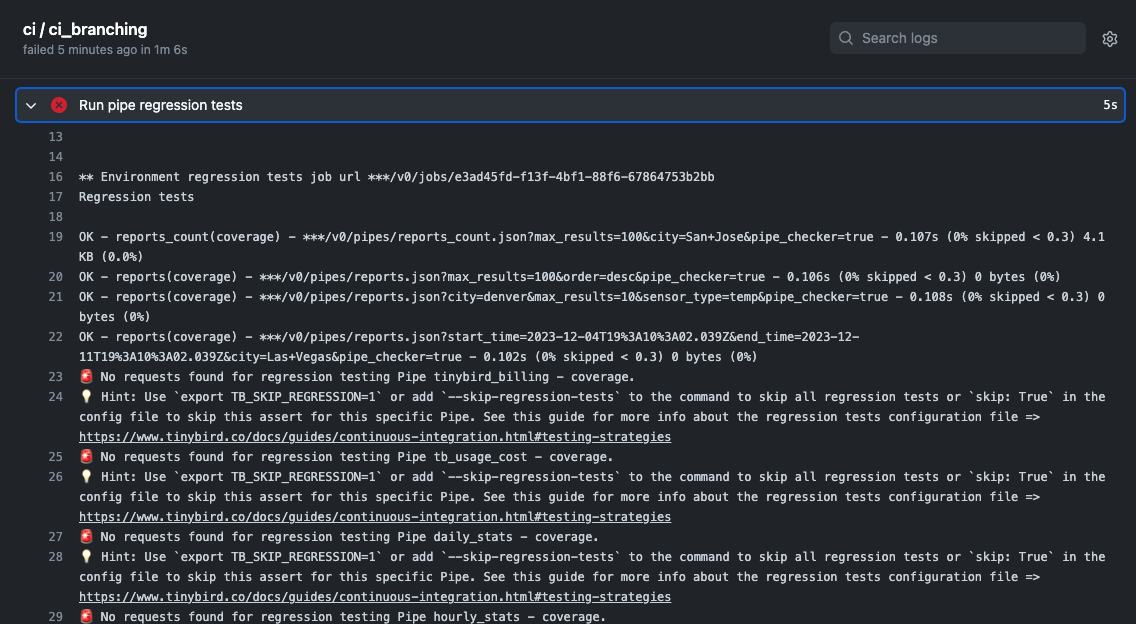 ci / ci_branching
failed 5 minutes ago in 1m 6s
Search logs
Run pipe regression tests
5s
13
14
16 ** Environment regression tests job url ***/v0/jobs/e3ad45fd-f13f-4bf1-88f6-67864753b2bb
17 Regression tests
18
19 OK - reports_count(coverage) - ***/v0/pipes/reports_count.json?max_results=100&city=San+Jose&pipe_checker=true - 0.107s (0% skipped < 0.3) 4.1
KB (0.0%)
20 OK - reports(coverage) - ***/v0/pipes/reports.json?max_results=100&order=desc&pipe_checker=true - 0.106s (0% skipped < 0.3) 0 bytes (0%)
21 OK - reports(coverage) - ***/v0/pipes/reports.json?city=denver&max_results=10&sensor_type=temp&pipe_checker=true - 0.108s (0% skipped < 0.3) 0
bytes (0%)
22 OK - reports(coverage) - ***/v0/pipes/reports.json?start_time=2023-12-04T19%3A10%3A02.039Z&end_time=2023-12-
11T19%3A10%3A02.039Z&city=Las+Vegas&pipe_checker=true - 0.102s (0% skipped < 0.3) 0 bytes (0%)
23 🚨 No requests found for regression testing Pipe tinybird_billing - coverage.
24 💡 Hint: Use `export TB_SKIP_REGRESSION=1` or add `--skip-regression-tests` to the command to skip all regression tests or `skip: True` in the
config file to skip this assert for this specific Pipe. See this guide for more info about the regression tests configuration file =>
https://www.tinybird.co/docs/guides/continuous-integration.html#testing-strategies
25 🚨 No requests found for regression testing Pipe tb_usage_cost - coverage.
26 💡 Hint: Use `export TB_SKIP_REGRESSION=1` or add `--skip-regression-tests` to the command to skip all regression tests or `skip: True` in the
config file to skip this assert for this specific Pipe. See this guide for more info about the regression tests configuration file =>
https://www.tinybird.co/docs/guides/continuous-integration.html#testing-strategies
27 🚨 No requests found for regression testing Pipe daily_stats - coverage.
28 💡 Hint: Use `export TB_SKIP_REGRESSION=1` or add `--skip-regression-tests` to the command to skip all regression tests or `skip: True` in the
config file to skip this assert for this specific Pipe. See this guide for more info about the regression tests configuration file =>
https://www.tinybird.co/docs/guides/continuous-integration.html#testing-strategies
29 🚨 No requests found for regression testing Pipe hourly_stats - coverage.